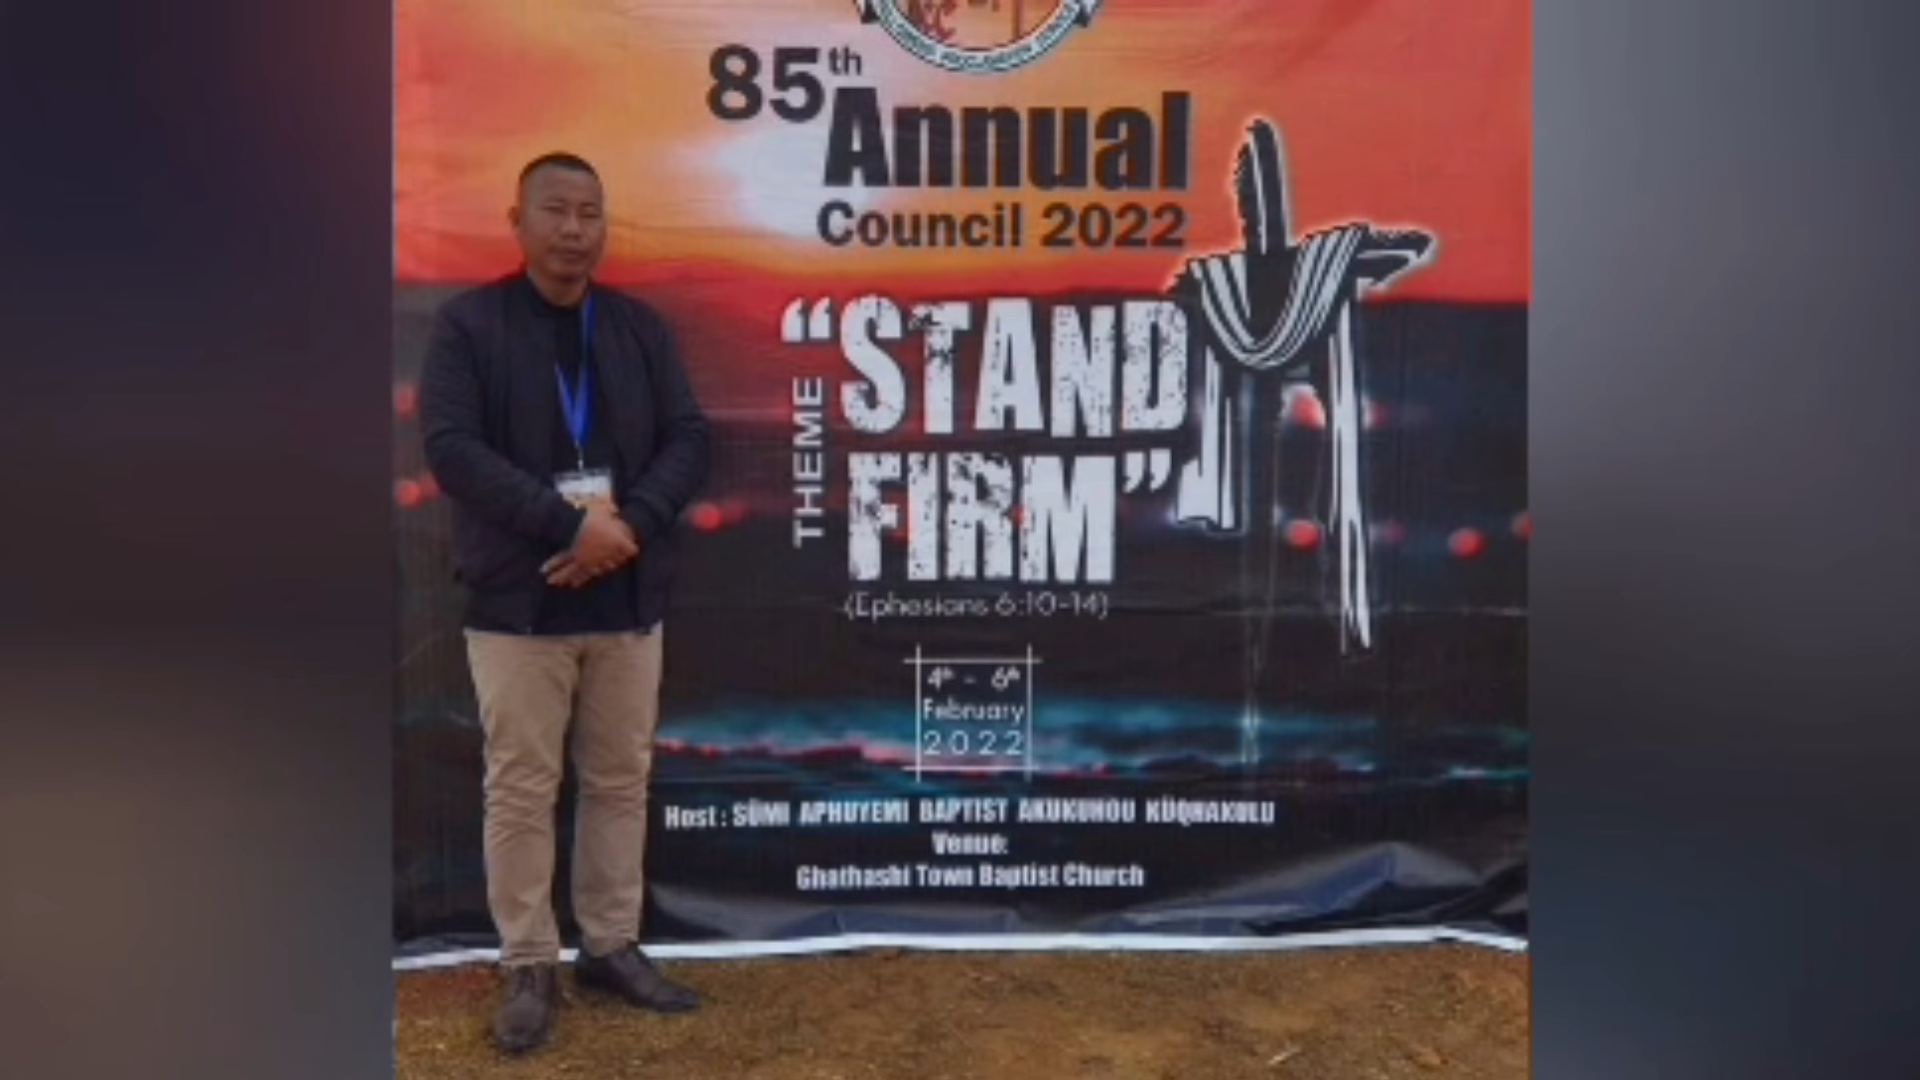 85th
Annual
Council 2022
THEME
“STAND
FIRM”
(Ephesians 6:10-14)
4th - 6th
February
2022
Host : SÜMI APHUYEMI BAPTIST AKUKUHOU KÜQHAKULU
Venue:
Ghathashi Town Baptist Church